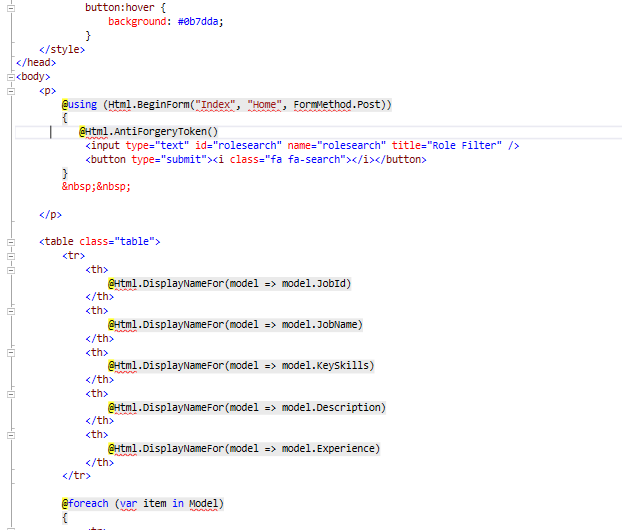 button:hover {
background: #0b7dda;
}
</style>
</head>
<body>
<p>
@using (Html.BeginForm("Index", "Home", FormMethod.Post))
{
@Html.AntiForgeryToken()
<input type="text" id="rolesearch" name="rolesearch" title="Role Filter" />
<button type="submit"><i class="fa fa-search"></i></button>
}
&nbsp;&nbsp;
</p>
<table class="table">
<tr>
<th>
@Html.DisplayNameFor(model => model.JobId)
</th>
<th>
@Html.DisplayNameFor(model => model.JobName)
</th>
<th>
@Html.DisplayNameFor(model => model.KeySkills)
</th>
<th>
@Html.DisplayNameFor(model => model.Description)
</th>
<th>
@Html.DisplayNameFor(model => model.Experience)
</th>
</tr>
@foreach (var item in Model)
{